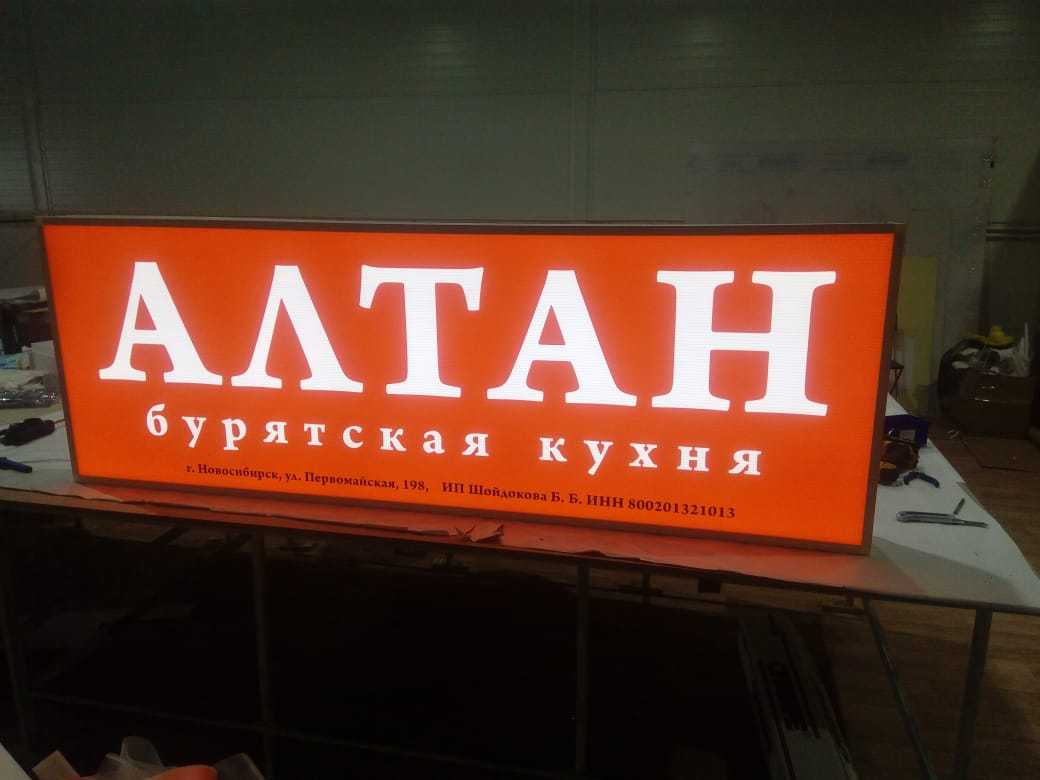 АЛТАН
бурятская кухня
г. Новосибирск, ул. Первомайская, 198, ИП Шойдокова Б. Б. ИНН 800201321013